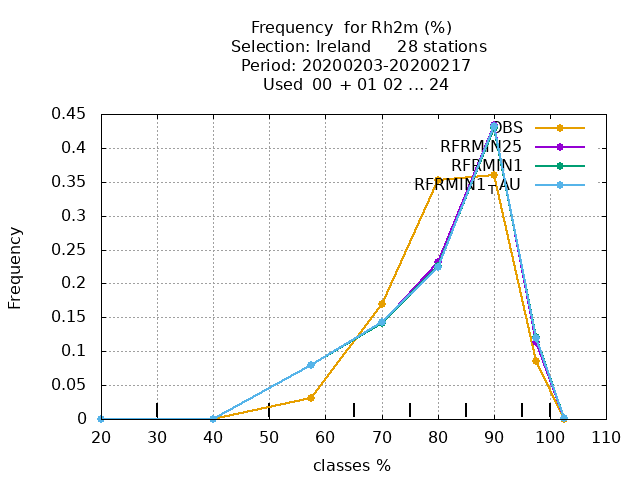 Frequency  for Rh2m (%)
Selection: Ireland     28 stations
Period: 20200203-20200217
Used  00 + 01 02 ... 24
0.45
0.4
0.35
0.3
0.25
0.2
0.15
0.1
0.05
0
Frequency
OBS
RFRMIN25
RFRMIN1
RFRMIN1_AU
20 30 40 50 60 70 80 90 100 110
classes %